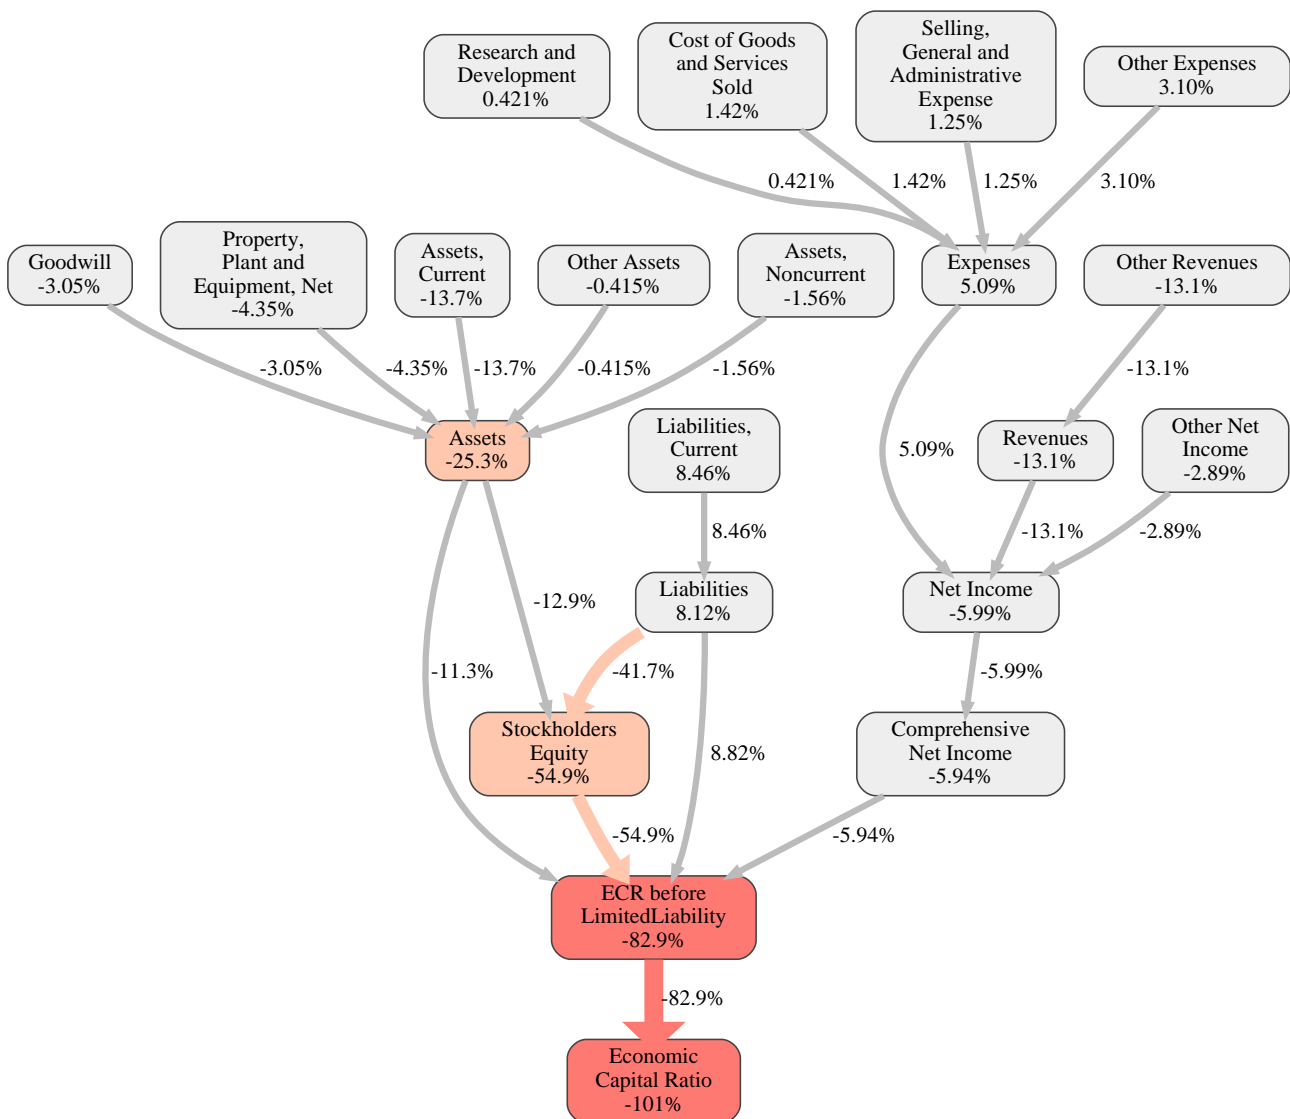 Research and
Development
0.421%
Cost of Goods
and Services
Sold
1.42%
Selling,
General and
Administrative
Expense
1.25%
Other Expenses
3.10%
0.421%
1.42%
1.25%
3.10%
Goodwill
-3.05%
Property,
Plant and
Equipment, Net
-4.35%
Assets,
Current
-13.7%
Other Assets
-0.415%
Assets,
Noncurrent
-1.56%
Expenses
5.09%
Other Revenues
-13.1%
-3.05%
-4.35%
-13.7%
-0.415%
-1.56%
-13.1%
Assets
-25.3%
Liabilities,
Current
8.46%
5.09%
Revenues
-13.1%
Other Net
Income
-2.89%
8.46%
-13.1%
-2.89%
-12.9%
Liabilities
8.12%
Net Income
-5.99%
-11.3%
-41.7%
-5.99%
Stockholders
Equity
-54.9%
8.82%
Comprehensive
Net Income
-5.94%
-54.9%
-5.94%
ECR before
LimitedLiability
-82.9%
-82.9%
Economic
Capital Ratio
-101%